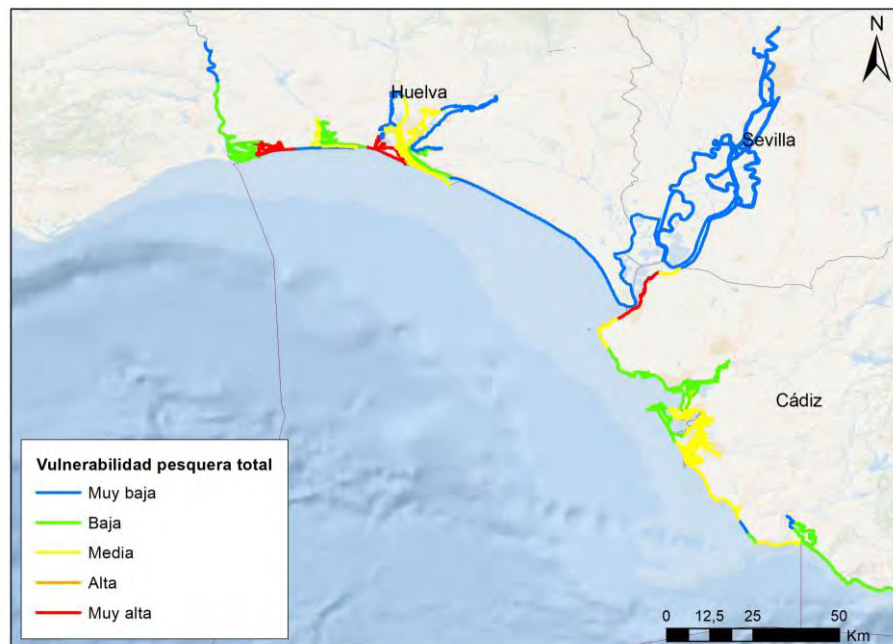 N
Huelva
Sevilla
Cádiz
Vulnerabilidad pesquera total
Muy baja
Baja
Media
Alta
Muy alta
0 12,5 25 50
Km